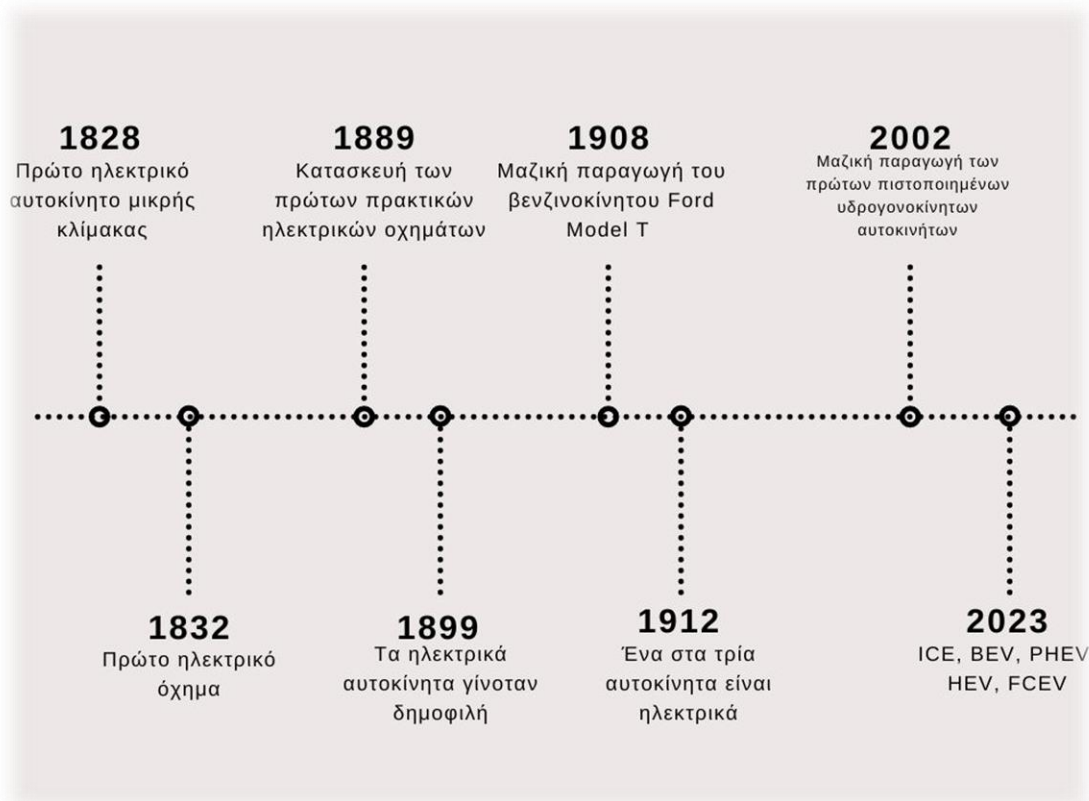 1828
Πρώτο ηλεκτρικό
αυτοκίνητο μικρής
κλίμακας
1889
Κατασκευή των
πρώτων πρακτικών
ηλεκτρικών οχημάτων
1908
Μαζική παραγωγή του
βενζινοκίνητου Ford
Model T
2002
Μαζική παραγωγή των
πρώτων πιστοποιημένων
υδρογονοκίνητων
αυτοκινήτων
1832
Πρώτο ηλεκτρικό
όχημα
1899
Τα ηλεκτρικά
αυτοκίνητα γίνοταν
δημοφιλή
1912
Ένα στα τρία
αυτοκίνητα είναι
ηλεκτρικά
2023
ICE, BEV, PHEV
HEV, FCEV